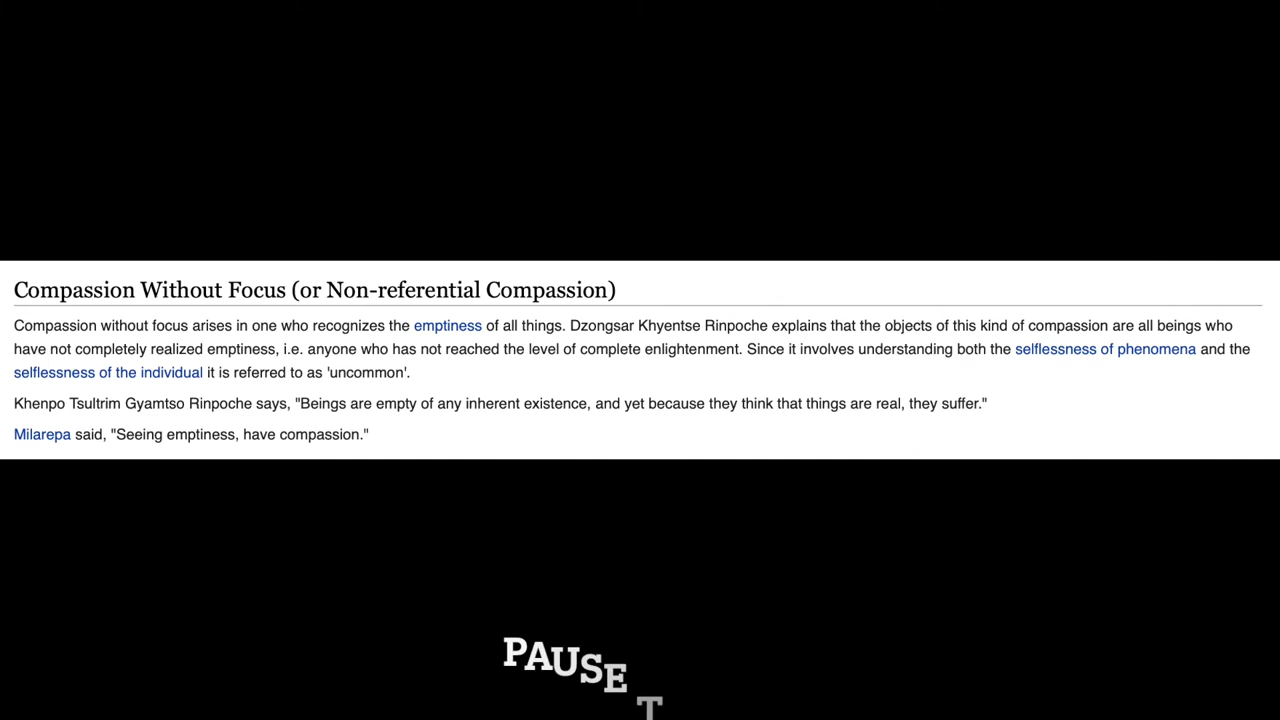 Compassion Without Focus (or Non-referential Compassion)
Compassion without focus arises in one who recognizes the emptiness of all things. Dzongsar Khyentse Rinpoche explains that the objects of this kind of compassion are all beings who
have not completely realized emptiness, i.e. anyone who has not reached the level of complete enlightenment. Since it involves understanding both the selflessness of phenomena and the
selflessness of the individual it is referred to as 'uncommon'.
Khenpo Tsultrim Gyamtso Rinpoche says, "Beings are empty of any inherent existence, and yet because they think that things are real, they suffer."
Milarepa said, "Seeing emptiness, have compassion."
PAUSE T